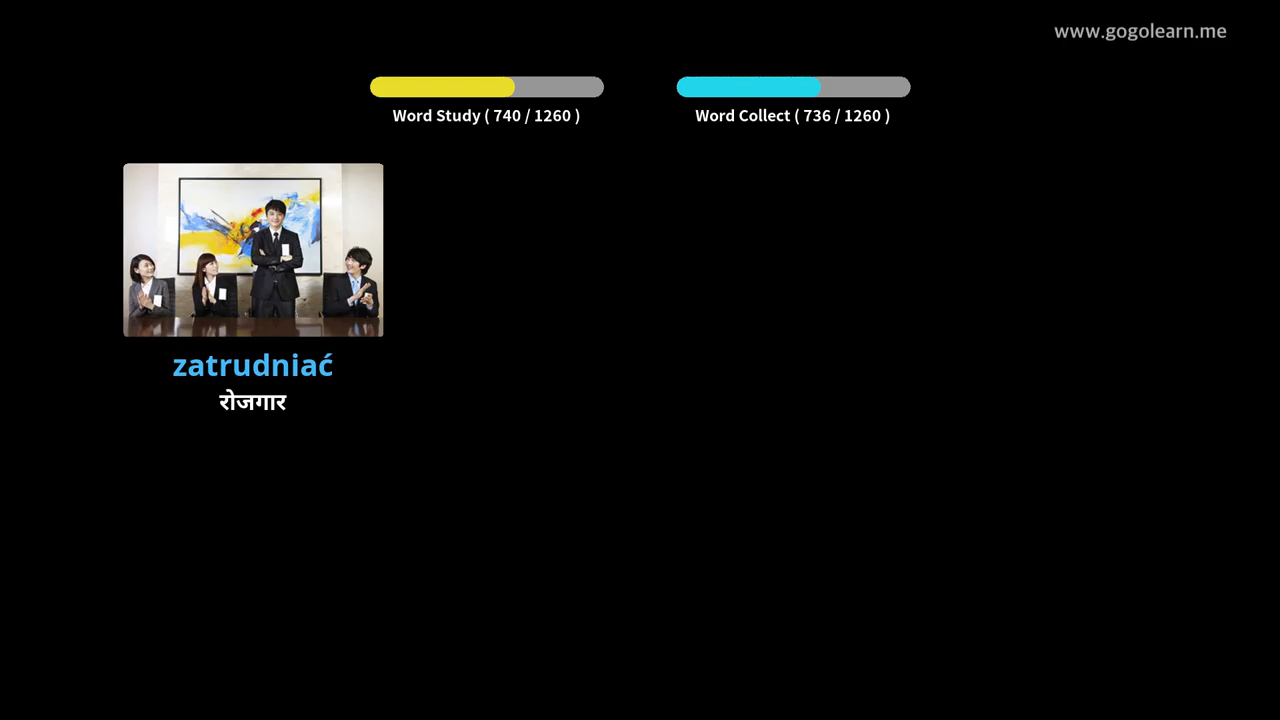 www.gogolearn.me
Word Study ( 740 / 1260 )
Word Collect ( 736 / 1260 )
zatrudniać
रोजगार